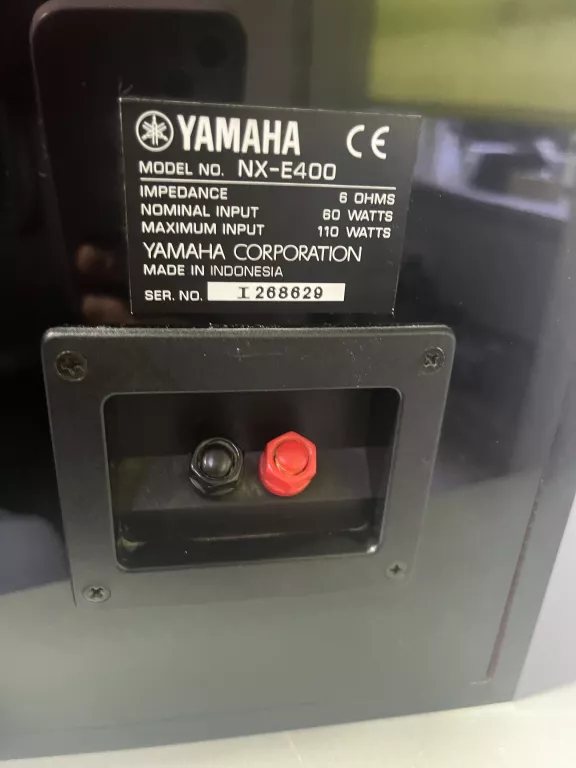 YAMAHA CE
MODEL NO. NX-E400
IMPEDANCE 6 OHMS
NOMINAL INPUT 60 WATTS
MAXIMUM INPUT 110 WATTS
YAMAHA CORPORATION
MADE IN INDONESIA
SER. NO. I 268629